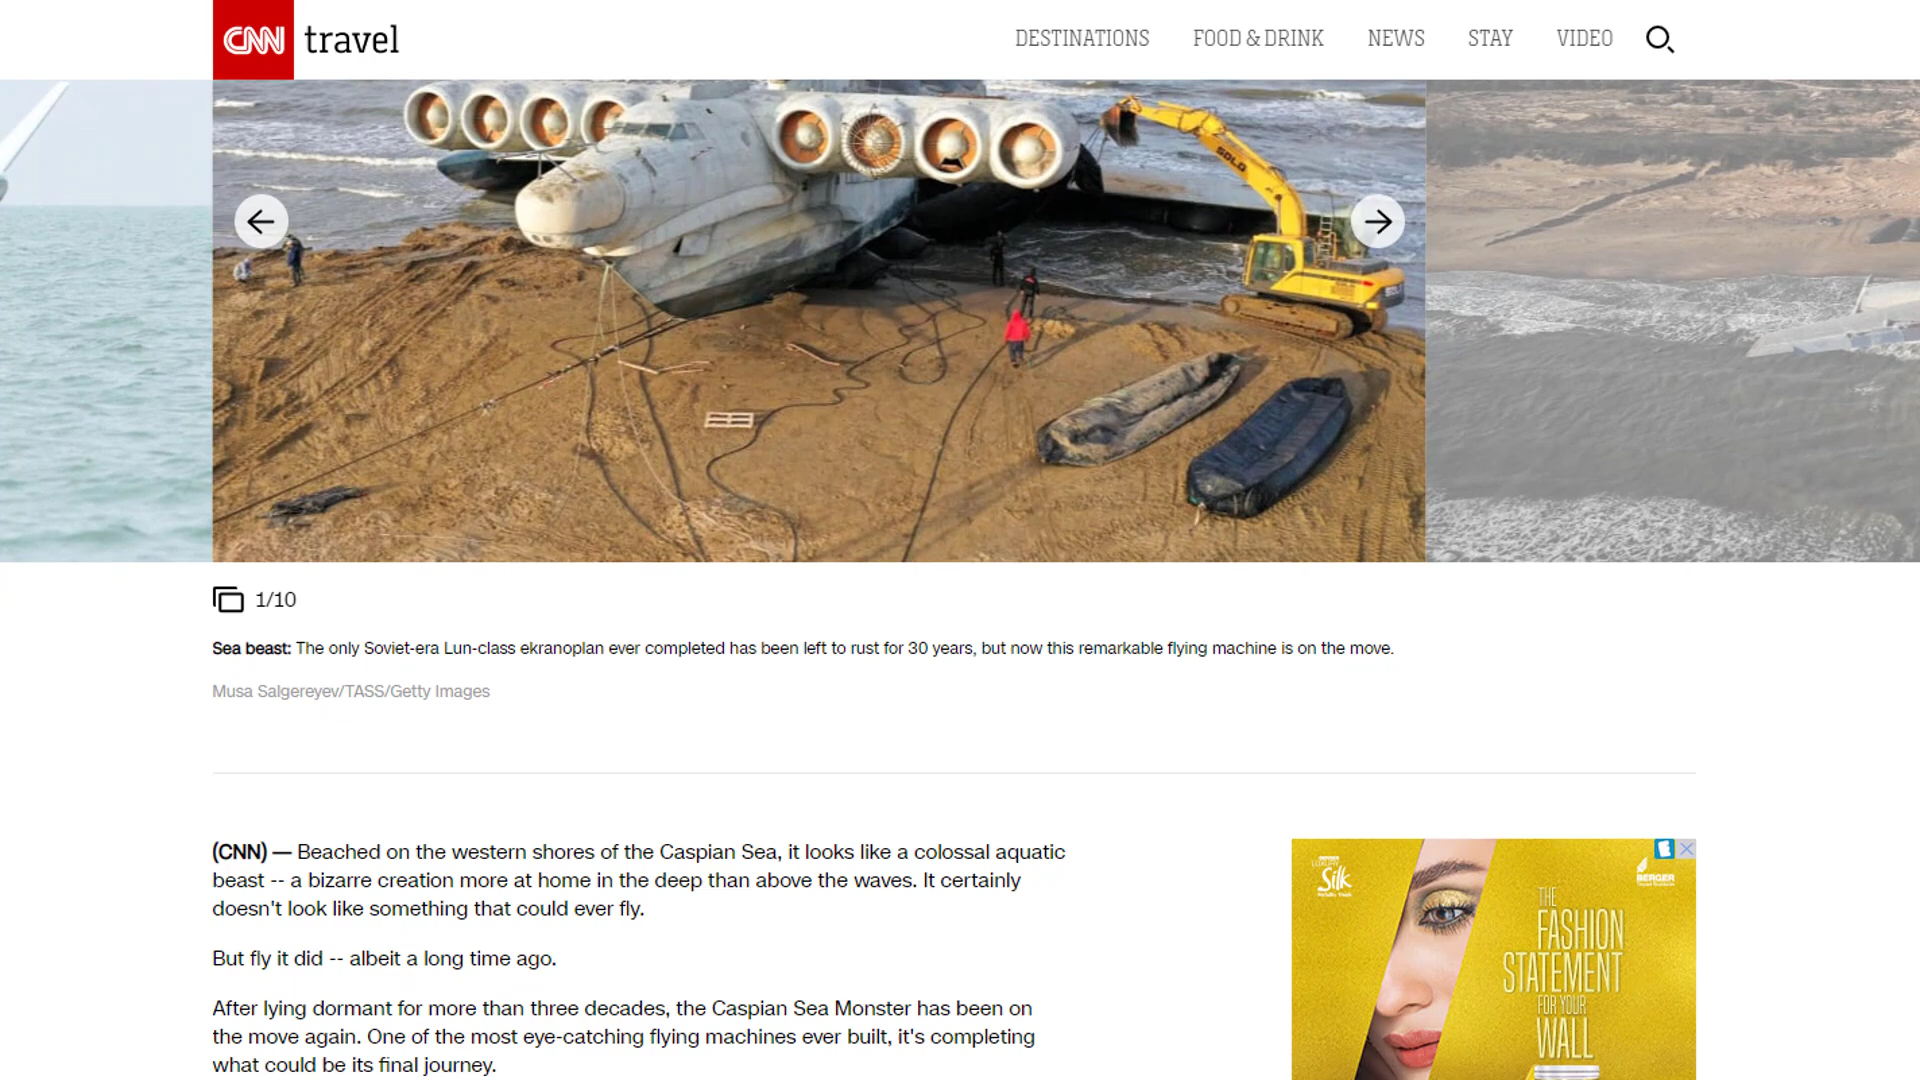 CNN travel
DESTINATIONS FOOD & DRINK NEWS STAY VIDEO
SOLO
1/10
Sea beast: The only Soviet-era Lun-class ekranoplan ever completed has been left to rust for 30 years, but now this remarkable flying machine is on the move.
Musa Salgereyev/TASS/Getty Images
(CNN) — Beached on the western shores of the Caspian Sea, it looks like a colossal aquatic
beast -- a bizarre creation more at home in the deep than above the waves. It certainly
doesn't look like something that could ever fly.
But fly it did -- albeit a long time ago.
After lying dormant for more than three decades, the Caspian Sea Monster has been on
the move again. One of the most eye-catching flying machines ever built, it's completing
what could be its final journey.
BERGER
LUXURY
Silk
BERGER
THE
FASHION
STATEMENT
FOR YOUR
WALL